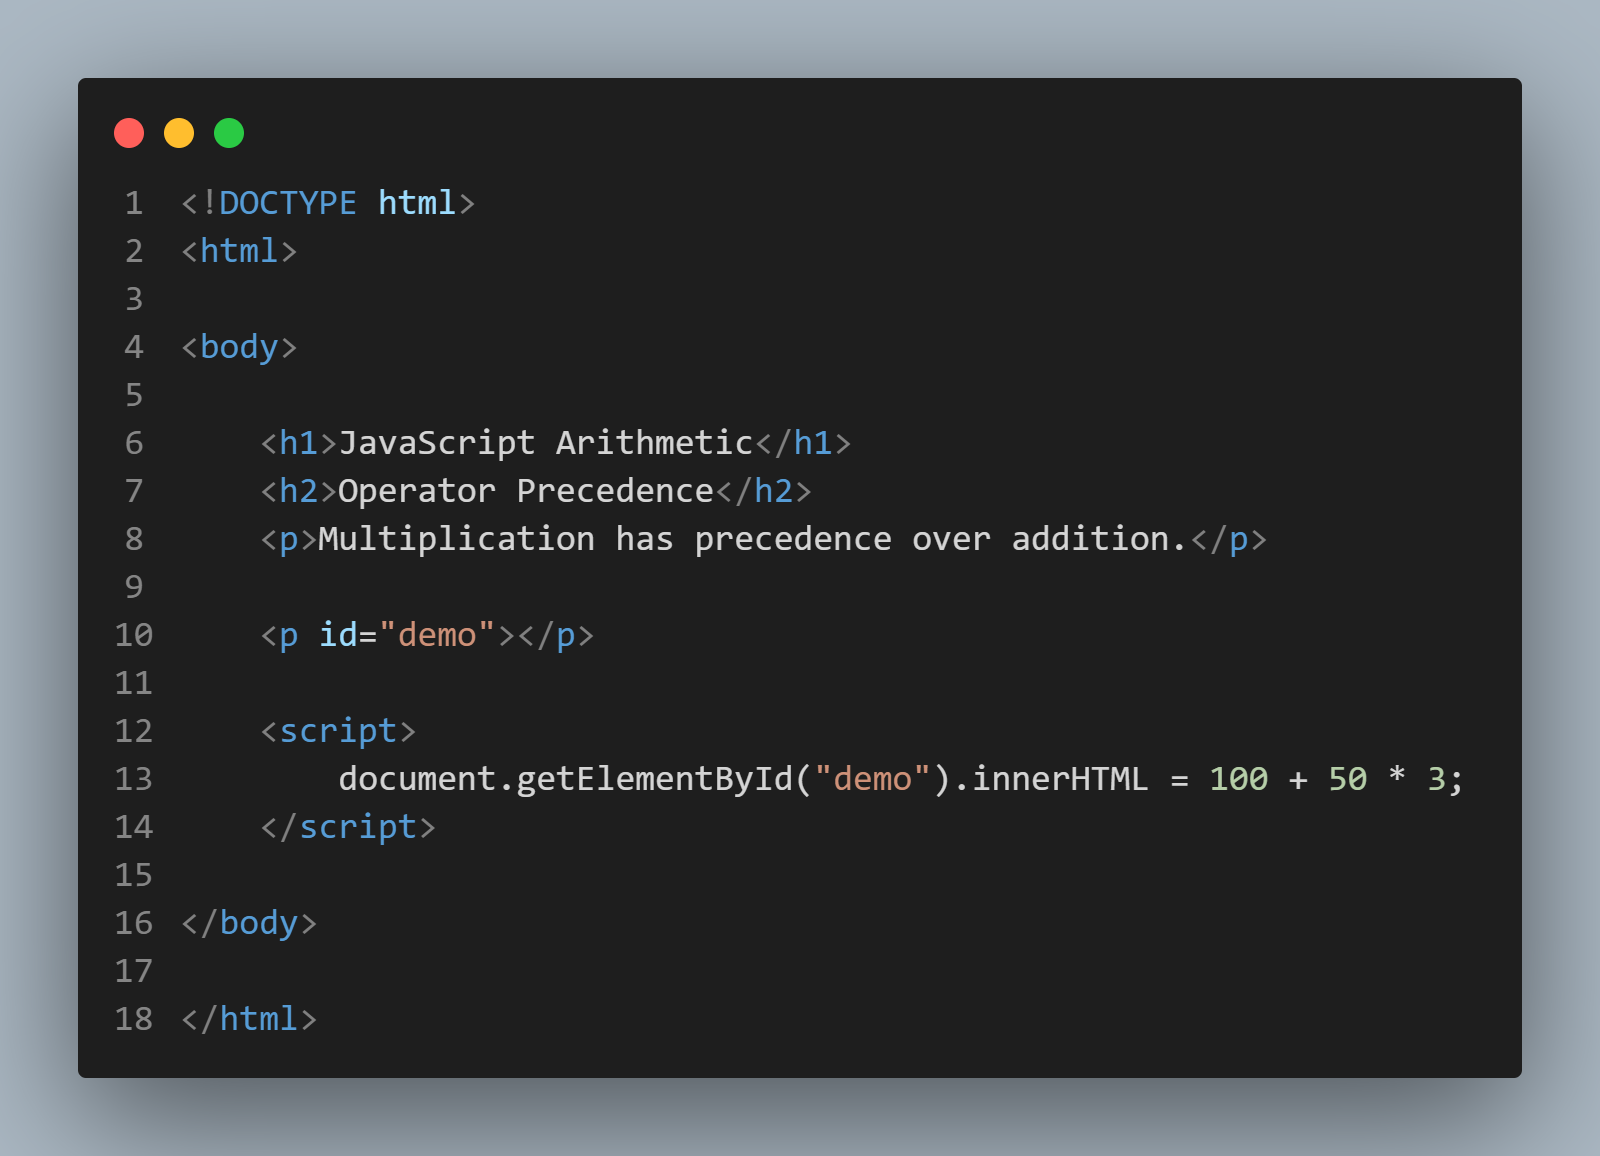 1 <!DOCTYPE html>
2 <html>
3
4 <body>
5
6     <h1>JavaScript Arithmetic</h1>
7     <h2>Operator Precedence</h2>
8     <p>Multiplication has precedence over addition.</p>
9
10     <p id="demo"></p>
11
12     <script>
13         document.getElementById("demo").innerHTML = 100 + 50 * 3;
14     </script>
15
16 </body>
17
18 </html>